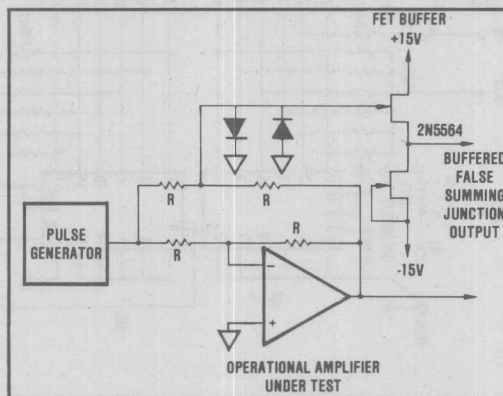 FET BUFFER
+15V
2N5564
BUFFERED
FALSE
SUMMING
JUNCTION
OUTPUT
R
R
PULSE
GENERATOR
R
R
-15V
−
+
OPERATIONAL AMPLIFIER
UNDER TEST